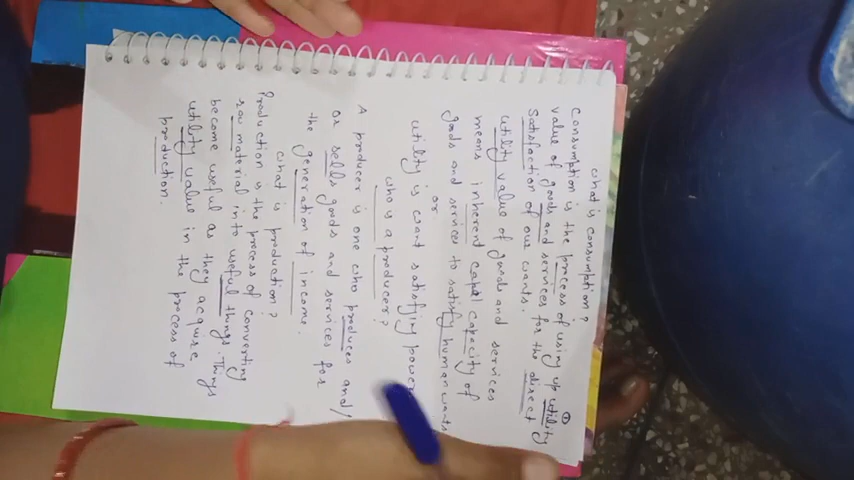 ①
What is consumption?
Consumption is the process of using up utility
value of goods and services for the direct
satisfaction of our wants.
utility value of goods and services
means inherent capacity of
goods and services to satisfy human wants
or
utility is want satisfying power
who is a producer?
A producer is one who produces and/
or sells goods and services for
the generation of income.
what is production?
Production is the process of converting
raw material into useful things. Things
become useful as they acquire
utility value in the process of
production.